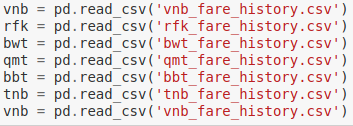 vnb = pd.read_csv('vnb_fare_history.csv')
rfk = pd.read_csv('rfk_fare_history.csv')
bwt = pd.read_csv('bwt_fare_history.csv')
qmt = pd.read_csv('qmt_fare_history.csv')
bbt = pd.read_csv('bbt_fare_history.csv')
tnb = pd.read_csv('tnb_fare_history.csv')
vnb = pd.read_csv('vnb_fare_history.csv')